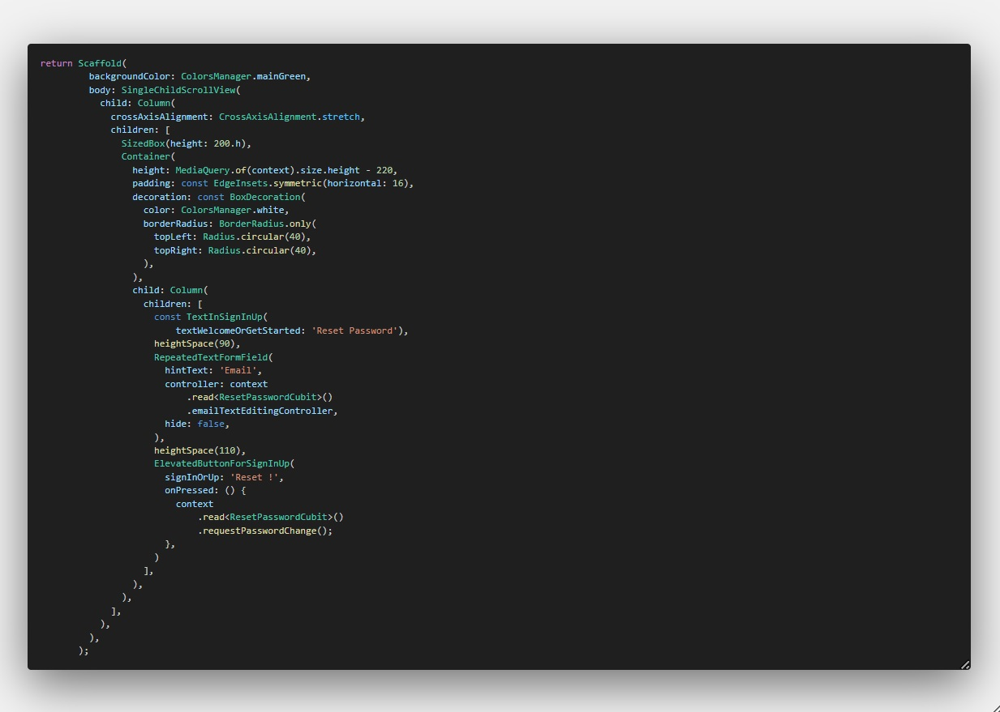 return Scaffold(
backgroundColor: ColorsManager.mainGreen,
body: SingleChildScrollView(
child: Column(
crossAxisAlignment: CrossAxisAlignment.stretch,
children: [
SizedBox(height: 200.h),
Container(
height: MediaQuery.of(context).size.height - 220,
padding: const EdgeInsets.symmetric(horizontal: 16),
decoration: const BoxDecoration(
color: ColorsManager.white,
borderRadius: BorderRadius.only(
topLeft: Radius.circular(40),
topRight: Radius.circular(40),
),
),
child: Column(
children: [
const TextInSignInUp(
textWelcomeOrGetStarted: 'Reset Password'),
heightSpace(90),
RepeatedTextFormField(
hintText: 'Email',
controller: context
.read<ResetPasswordCubit>()
.emailTextEditingController,
hide: false,
),
heightSpace(110),
ElevatedButtonForSignInUp(
signInOrUp: 'Reset !',
onPressed: () {
context
.read<ResetPasswordCubit>()
.requestPasswordChange();
},
)
],
),
),
],
),
),
);